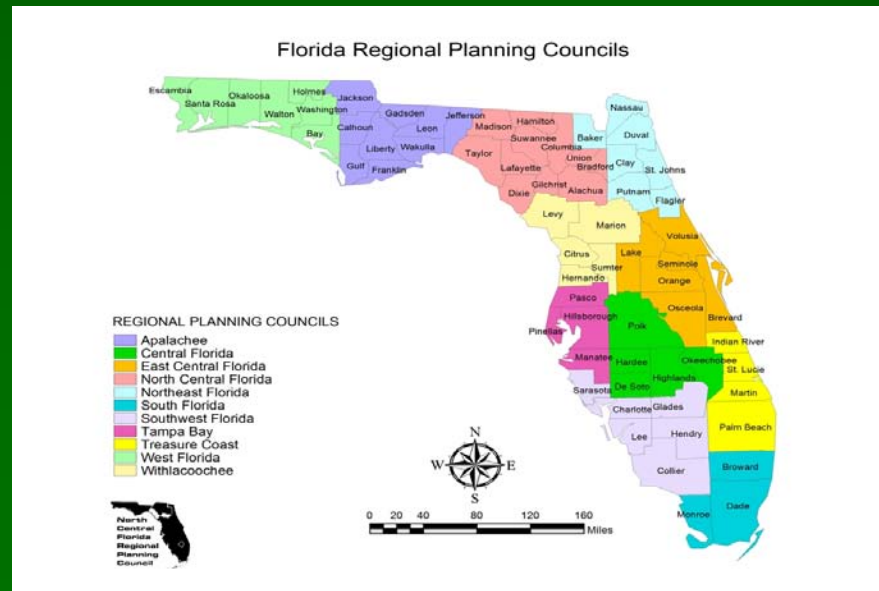 Florida Regional Planning Councils
Escambia
Santa Rosa
Okaloosa
Walton
Holmes
Washington
Bay
Jackson
Calhoun
Gulf
Liberty
Franklin
Gadsden
Leon
Wakulla
Jefferson
Madison
Taylor
Hamilton
Suwannee
Columbia
Lafayette
Dixie
Gilchrist
Union
Bradford
Alachua
Baker
Nassau
Duval
Clay
St. Johns
Putnam
Flagler
Levy
Marion
Citrus
Sumter
Hernando
Lake
Volusia
Seminole
Orange
Osceola
Brevard
Pasco
Hillsborough
Pinellas
Manatee
Polk
Hardee
Okeechobee
Highlands
De Soto
Indian River
St. Lucie
Martin
Palm Beach
Sarasota
Charlotte
Glades
Lee
Hendry
Collier
Broward
Dade
Monroe
REGIONAL PLANNING COUNCILS
Apalachee
Central Florida
East Central Florida
North Central Florida
Northeast Florida
South Florida
Southwest Florida
Tampa Bay
Treasure Coast
West Florida
Withlacoochee
N
W E
S
0 20 40 80 120 160
Miles
North
Central
Florida
Regional
Planning
Council